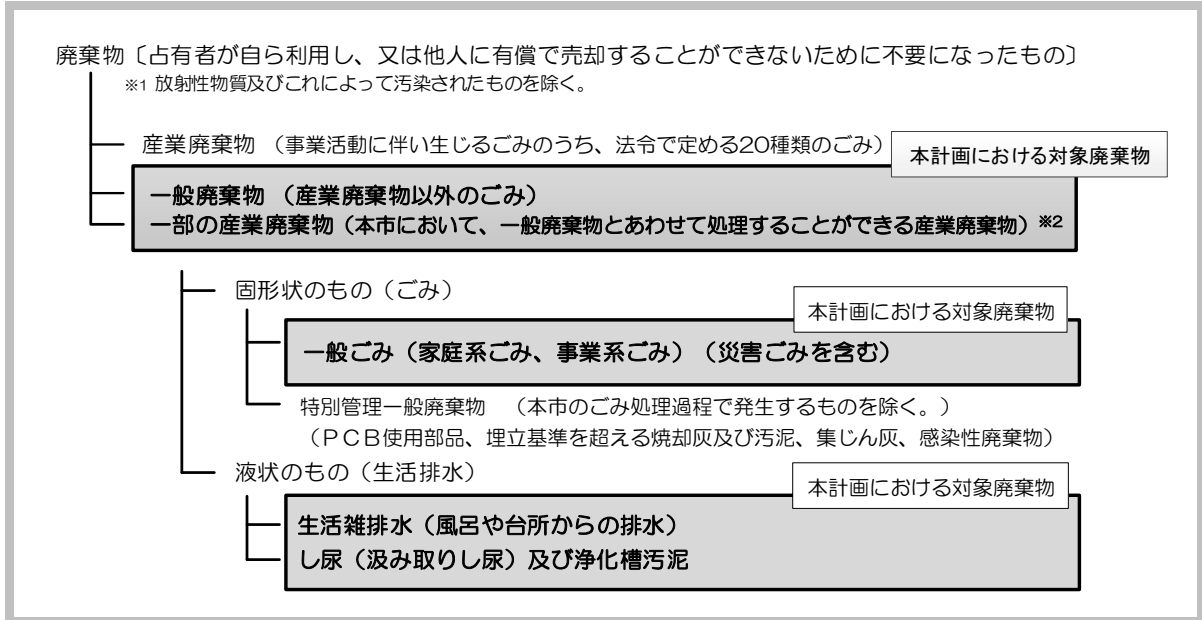 廃棄物〔占有者が自ら利用し、又は他人に有償で売却することができないために不要になったもの〕
※1 放射性物質及びこれによって汚染されたものを除く。
産業廃棄物 （事業活動に伴い生じるごみのうち、法令で定める20種類のごみ）
本計画における対象廃棄物
一般廃棄物 （産業廃棄物以外のごみ）
一部の産業廃棄物（本市において、一般廃棄物とあわせて処理することができる産業廃棄物）※2
固形状のもの（ごみ）
本計画における対象廃棄物
一般ごみ（家庭系ごみ、事業系ごみ）（災害ごみを含む）
特別管理一般廃棄物 （本市のごみ処理過程で発生するものを除く。）
（ＰＣＢ使用部品、埋立基準を超える焼却灰及び汚泥、集じん灰、感染性廃棄物）
液状のもの（生活排水）
本計画における対象廃棄物
生活雑排水（風呂や台所からの排水）
し尿（汲み取りし尿）及び浄化槽汚泥